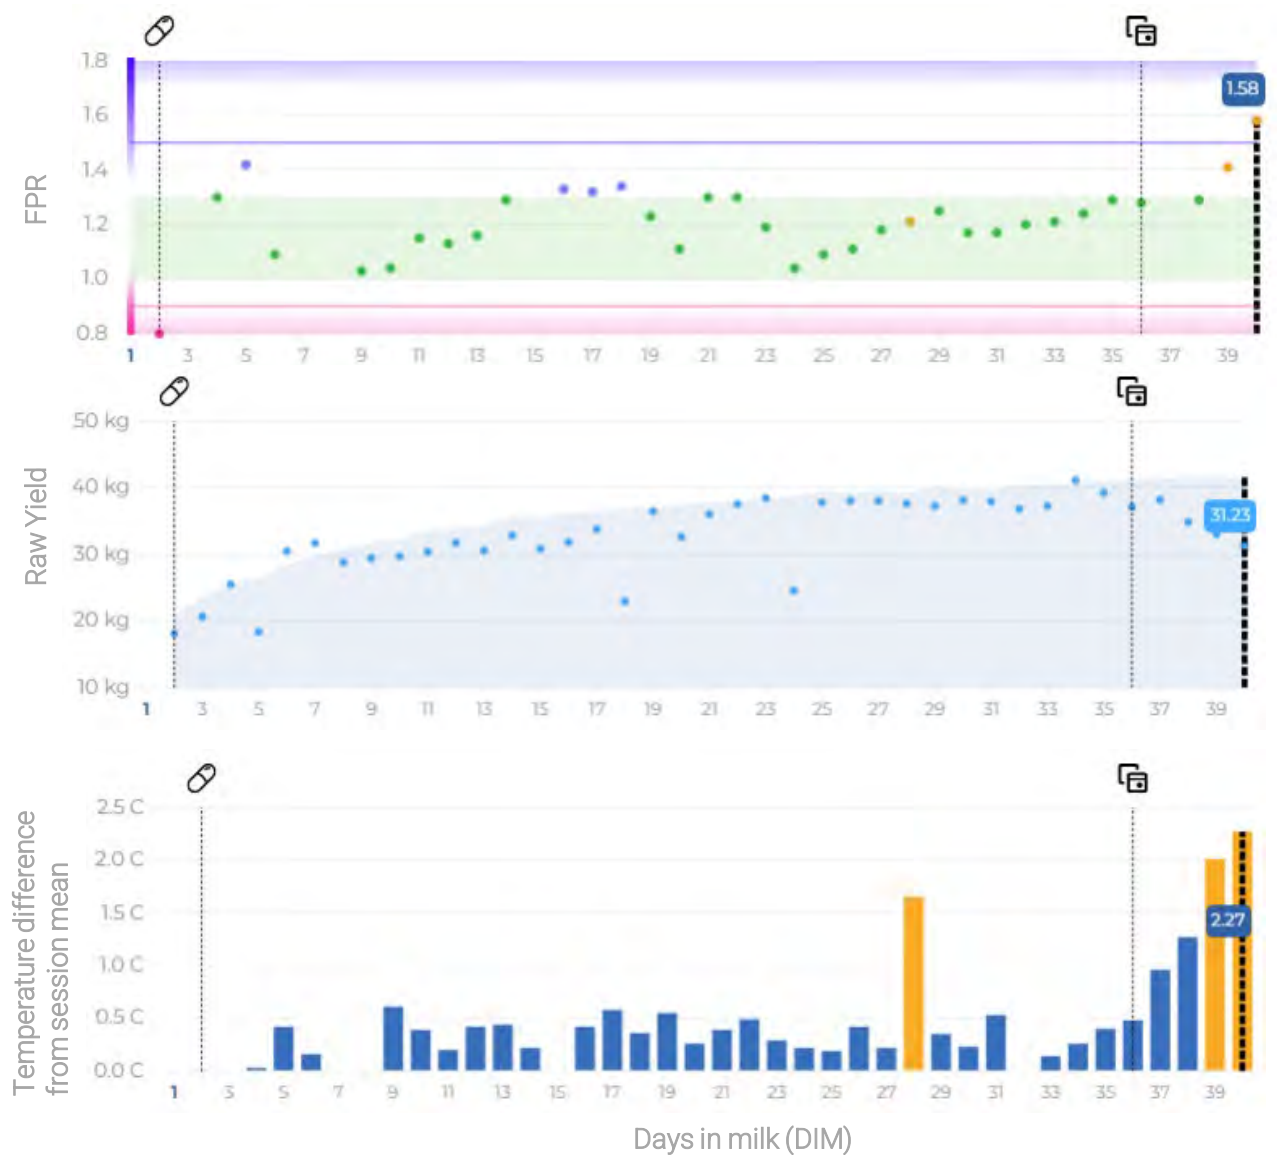 1.8
1.6
1.58
1.4
1.2
1.0
0.8
FPR
1 3 5 7 9 11 13 15 17 19 21 23 25 27 29 31 33 35 37 39
50 kg
40 kg
31.23
30 kg
20 kg
10 kg
Raw Yield
1 3 5 7 9 11 13 15 17 19 21 23 25 27 29 31 33 35 37 39
2.5 C
2.0 C
1.5 C
2.27
1.0 C
0.5 C
0.0 C
Temperature difference
from session mean
1 3 5 7 9 11 13 15 17 19 21 23 25 27 29 31 33 35 37 39
Days in milk (DIM)